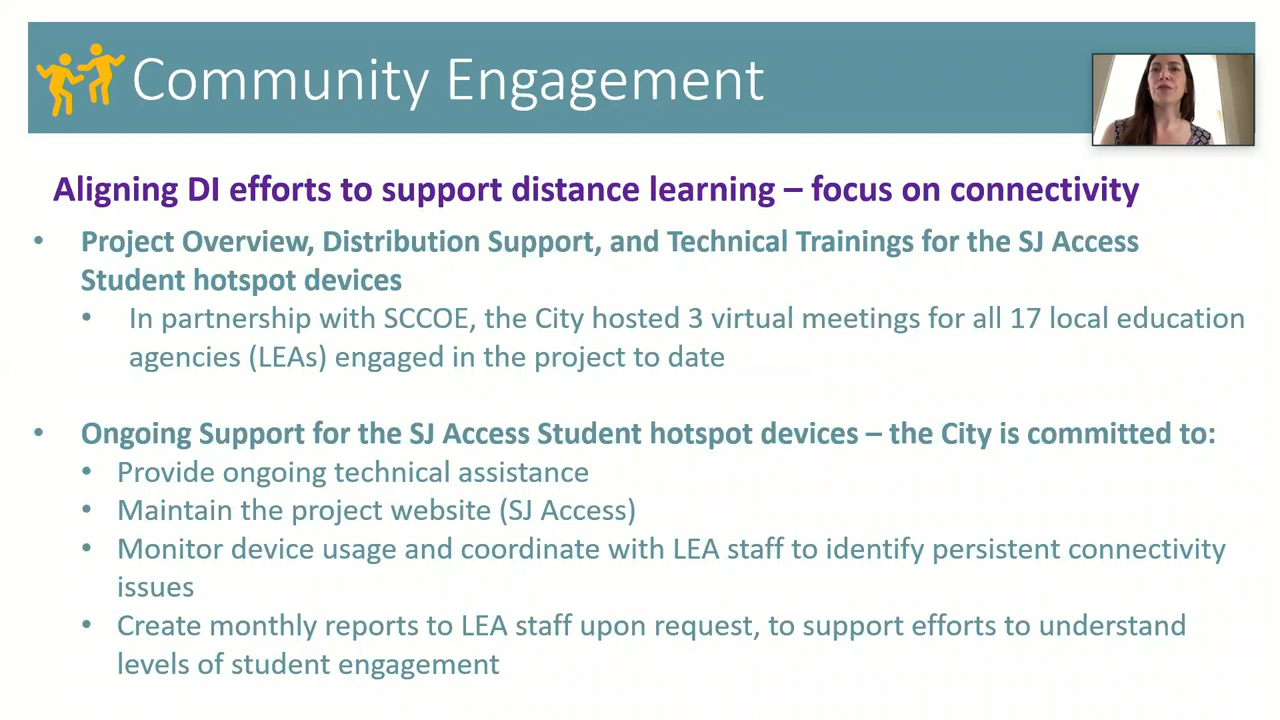 Community Engagement
Aligning DI efforts to support distance learning – focus on connectivity
• Project Overview, Distribution Support, and Technical Trainings for the SJ Access
Student hotspot devices
• In partnership with SCCOE, the City hosted 3 virtual meetings for all 17 local education
agencies (LEAs) engaged in the project to date
• Ongoing Support for the SJ Access Student hotspot devices – the City is committed to:
• Provide ongoing technical assistance
• Maintain the project website (SJ Access)
• Monitor device usage and coordinate with LEA staff to identify persistent connectivity
issues
• Create monthly reports to LEA staff upon request, to support efforts to understand
levels of student engagement